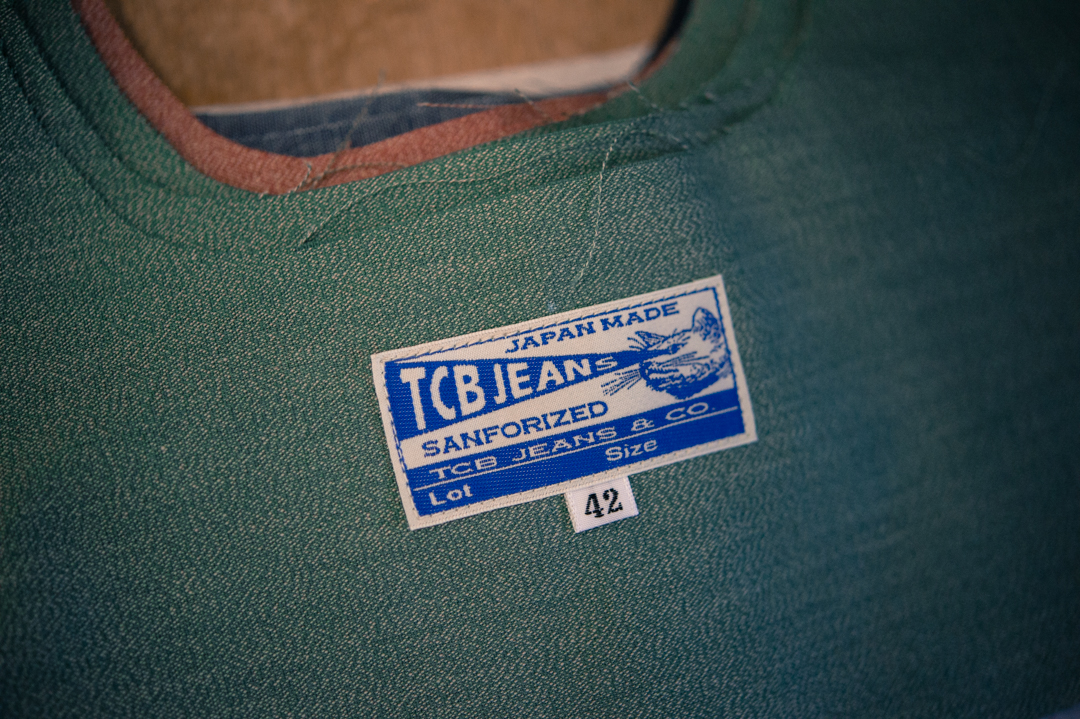 JAPAN MADE
TCB JEANS
SANFORIZED
TCB JEANS & CO.
Lot Size
42